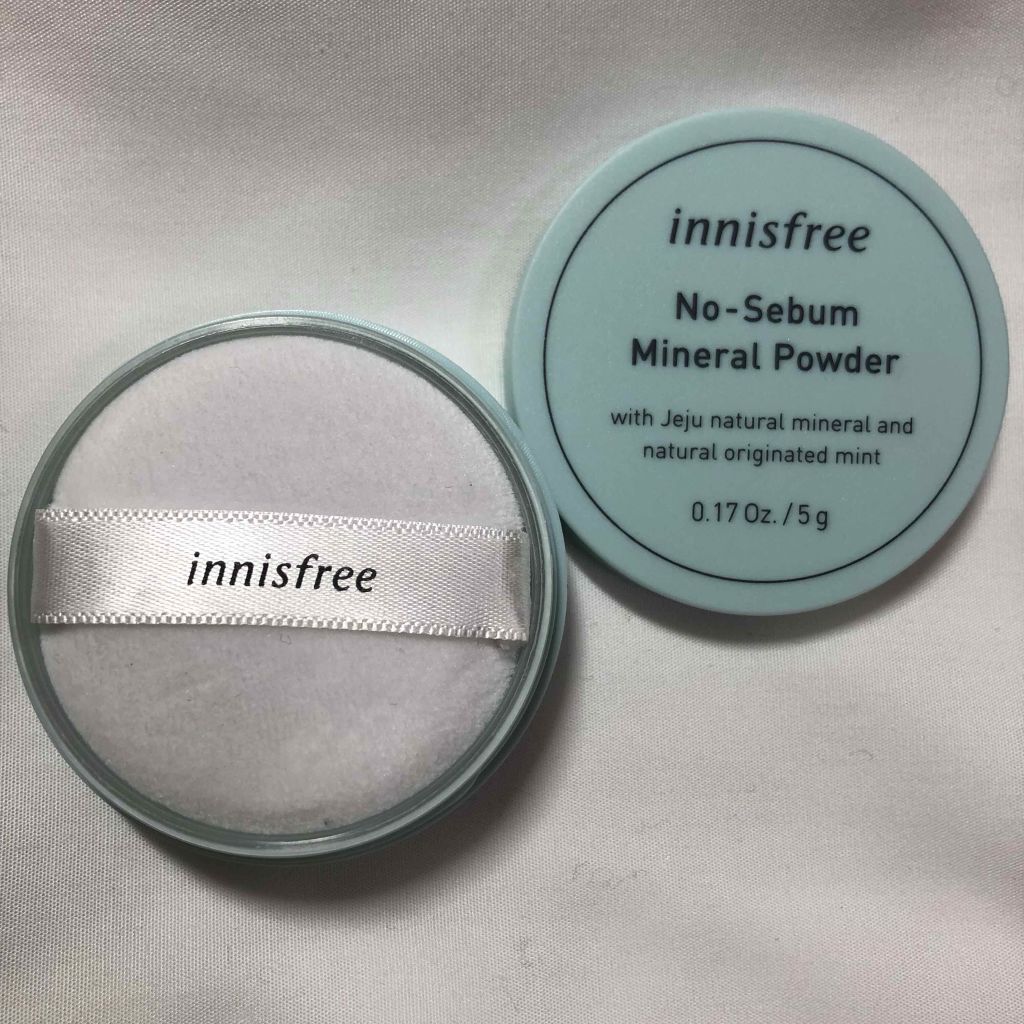 innisfree
No-Sebum
Mineral Powder
with Jeju natural mineral and
natural originated mint
0.17 Oz. / 5 g
innisfree